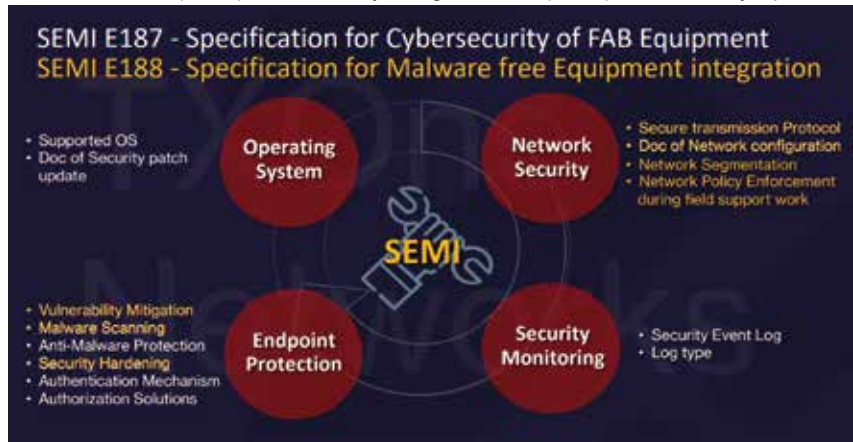 SEMI E187 - Specification for Cybersecurity of FAB Equipment
SEMI E188 - Specification for Malware free Equipment integration
• Supported OS
• Doc of Security patch
update
Operating
System
Network
Security
• Secure transmission Protocol
• Doc of Network configuration
• Network Segmentation
• Network Policy Enforcement
during field support work
SEMI
• Vulnerability Mitigation
• Malware Scanning
• Anti-Malware Protection
• Security Hardening
• Authentication Mechanism
• Authorization Solutions
Endpoint
Protection
Security
Monitoring
• Security Event Log
• Log type
TXOne
Networks